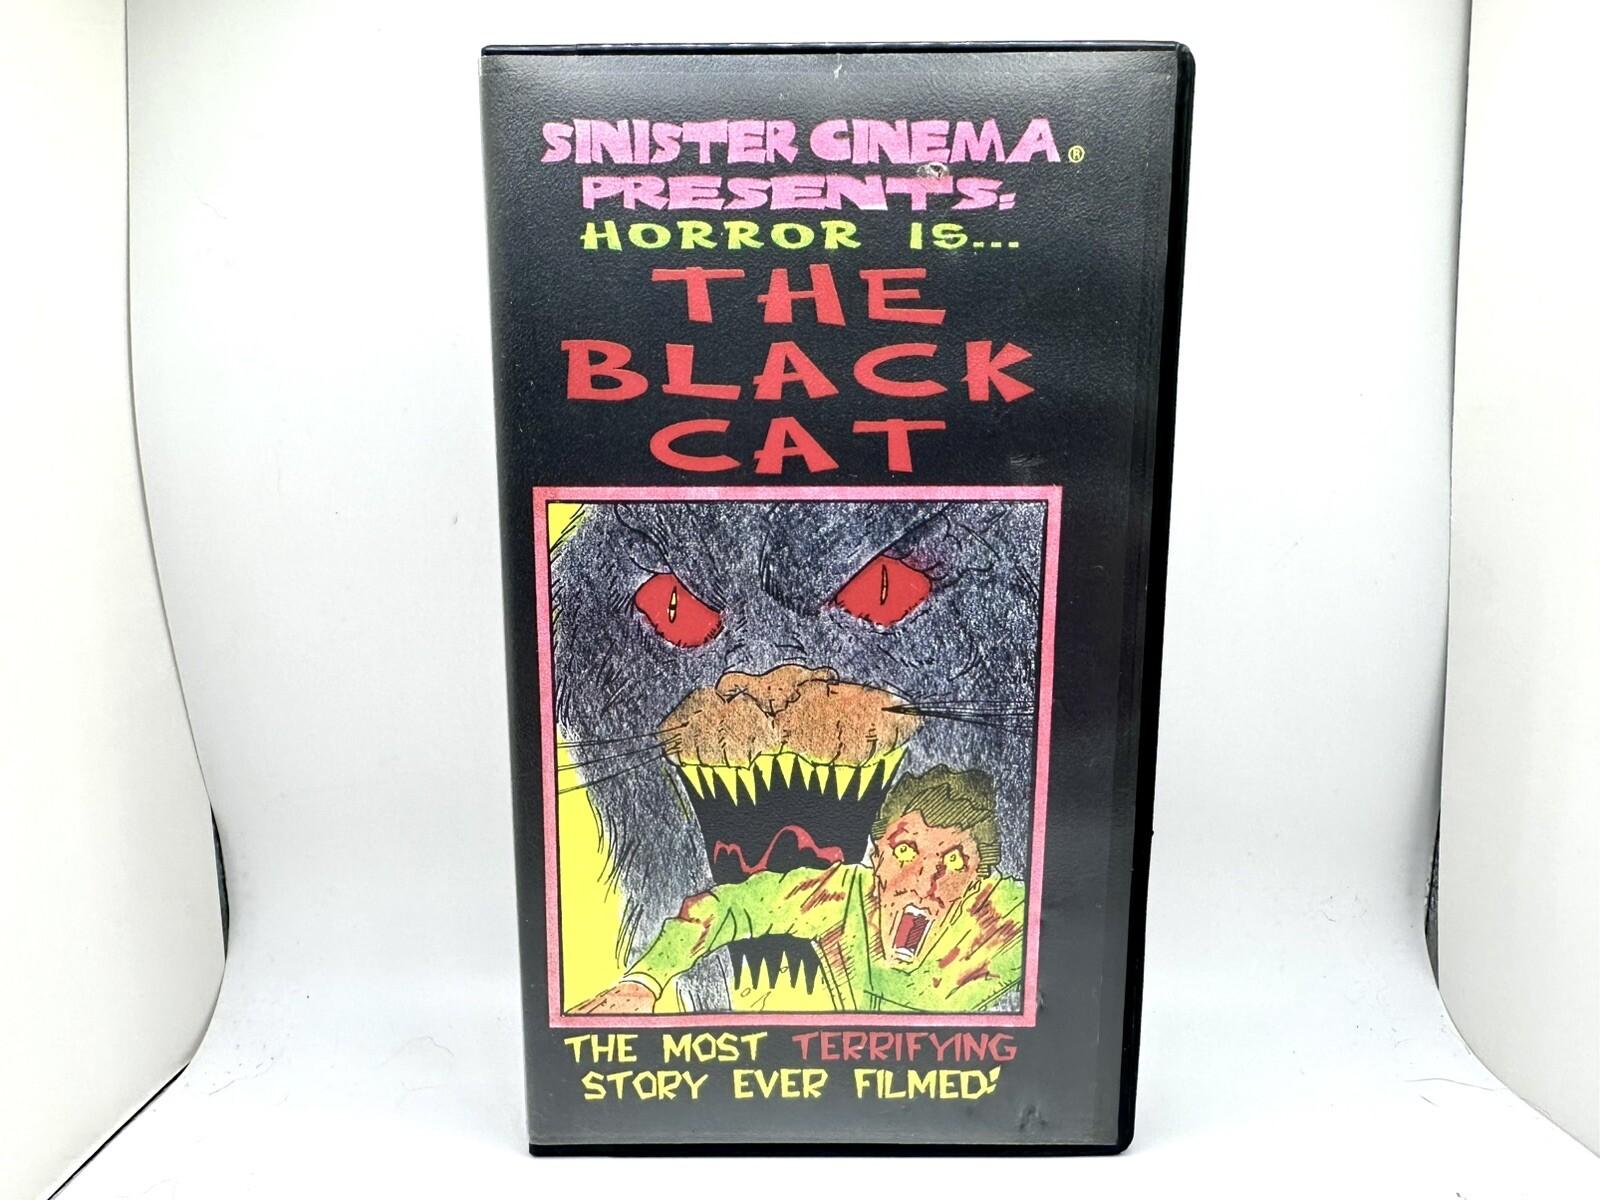 SINISTER CINEMA®
PRESENTS:
HORROR IS...
THE
BLACK
CAT
THE MOST TERRIFYING
STORY EVER FILMED!